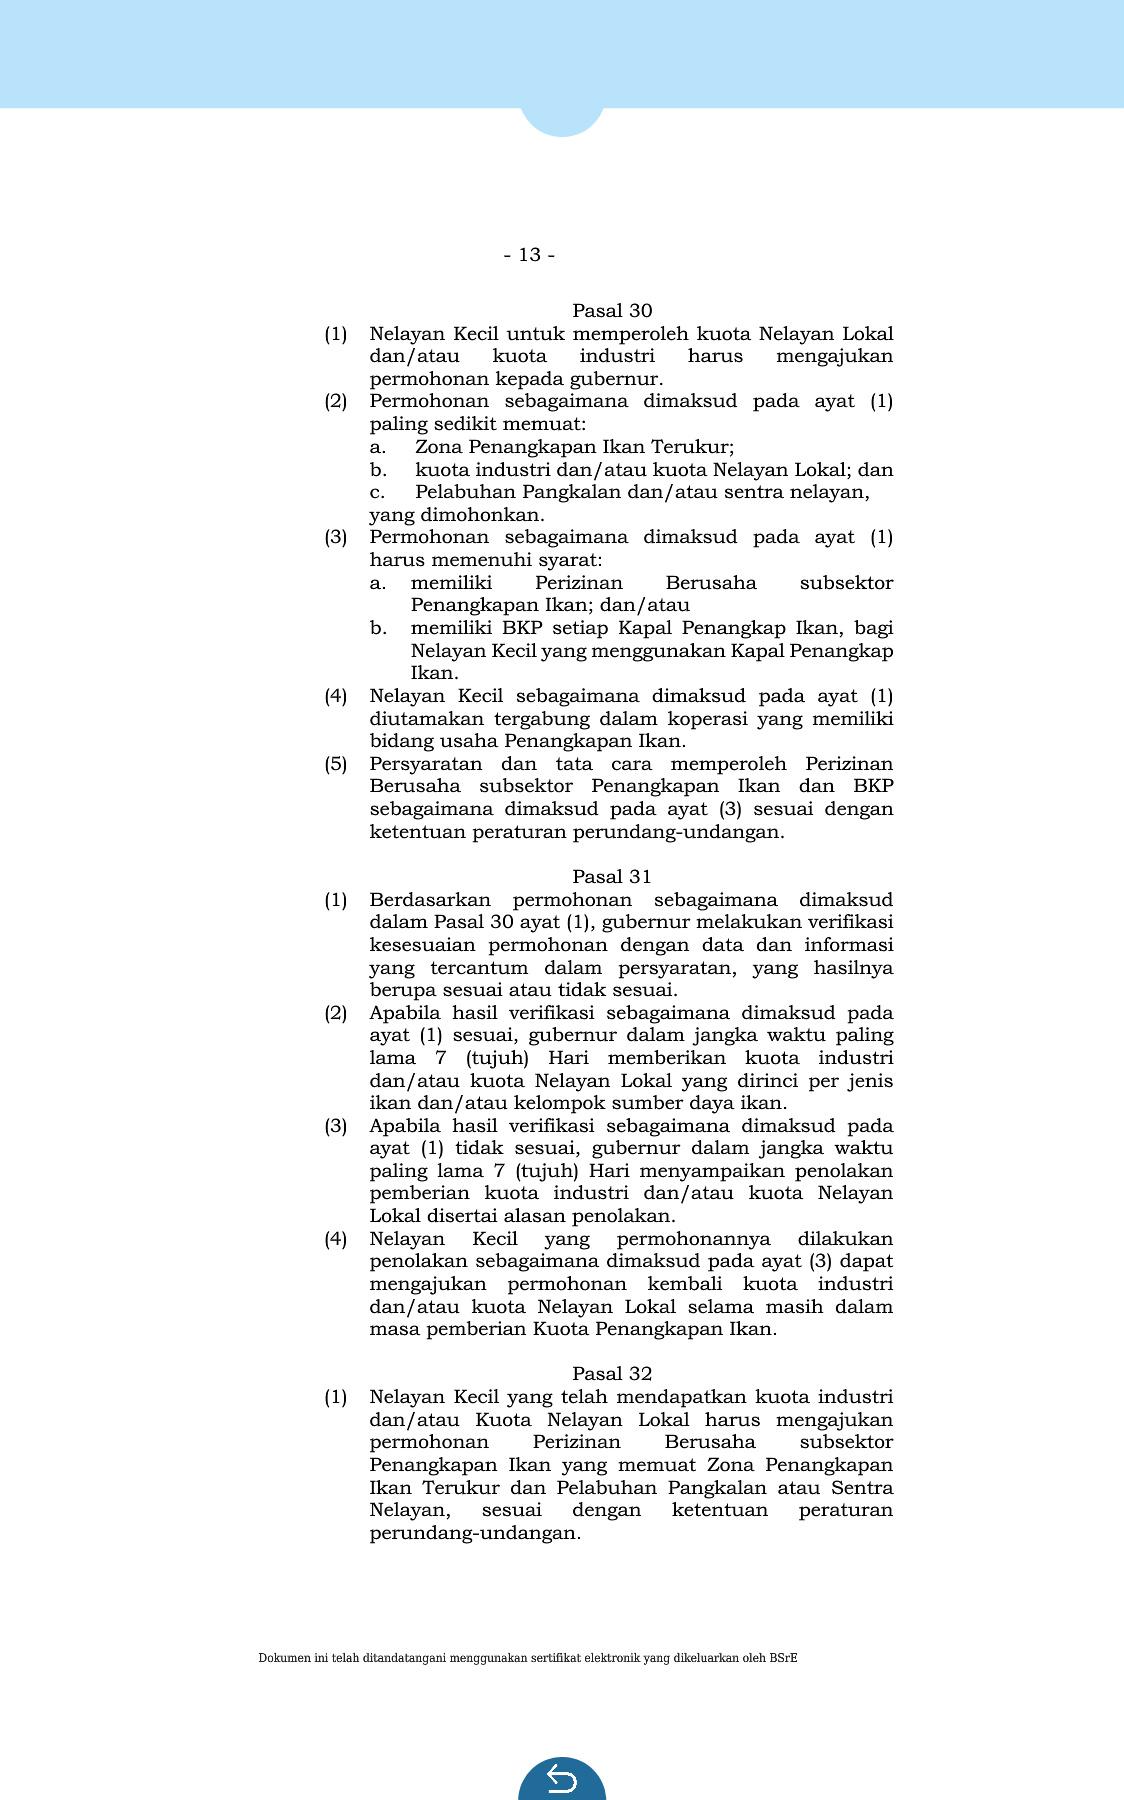 - 13 -
Pasal 30
(1) Nelayan Kecil untuk memperoleh kuota Nelayan Lokal
dan/atau kuota industri harus mengajukan
permohonan kepada gubernur.
(2) Permohonan sebagaimana dimaksud pada ayat (1)
paling sedikit memuat:
a. Zona Penangkapan Ikan Terukur;
b. kuota industri dan/atau kuota Nelayan Lokal; dan
c. Pelabuhan Pangkalan dan/atau sentra nelayan,
yang dimohonkan.
(3) Permohonan sebagaimana dimaksud pada ayat (1)
harus memenuhi syarat:
a. memiliki Perizinan Berusaha subsektor
Penangkapan Ikan; dan/atau
b. memiliki BKP setiap Kapal Penangkap Ikan, bagi
Nelayan Kecil yang menggunakan Kapal Penangkap
Ikan.
(4) Nelayan Kecil sebagaimana dimaksud pada ayat (1)
diutamakan tergabung dalam koperasi yang memiliki
bidang usaha Penangkapan Ikan.
(5) Persyaratan dan tata cara memperoleh Perizinan
Berusaha subsektor Penangkapan Ikan dan BKP
sebagaimana dimaksud pada ayat (3) sesuai dengan
ketentuan peraturan perundang-undangan.
Pasal 31
(1) Berdasarkan permohonan sebagaimana dimaksud
dalam Pasal 30 ayat (1), gubernur melakukan verifikasi
kesesuaian permohonan dengan data dan informasi
yang tercantum dalam persyaratan, yang hasilnya
berupa sesuai atau tidak sesuai.
(2) Apabila hasil verifikasi sebagaimana dimaksud pada
ayat (1) sesuai, gubernur dalam jangka waktu paling
lama 7 (tujuh) Hari memberikan kuota industri
dan/atau kuota Nelayan Lokal yang dirinci per jenis
ikan dan/atau kelompok sumber daya ikan.
(3) Apabila hasil verifikasi sebagaimana dimaksud pada
ayat (1) tidak sesuai, gubernur dalam jangka waktu
paling lama 7 (tujuh) Hari menyampaikan penolakan
pemberian kuota industri dan/atau kuota Nelayan
Lokal disertai alasan penolakan.
(4) Nelayan Kecil yang permohonannya dilakukan
penolakan sebagaimana dimaksud pada ayat (3) dapat
mengajukan permohonan kembali kuota industri
dan/atau kuota Nelayan Lokal selama masih dalam
masa pemberian Kuota Penangkapan Ikan.
Pasal 32
(1) Nelayan Kecil yang telah mendapatkan kuota industri
dan/atau Kuota Nelayan Lokal harus mengajukan
permohonan Perizinan Berusaha subsektor
Penangkapan Ikan yang memuat Zona Penangkapan
Ikan Terukur dan Pelabuhan Pangkalan atau Sentra
Nelayan, sesuai dengan ketentuan peraturan
perundang-undangan.
Dokumen ini telah ditandatangani menggunakan sertifikat elektronik yang dikeluarkan oleh BSrE